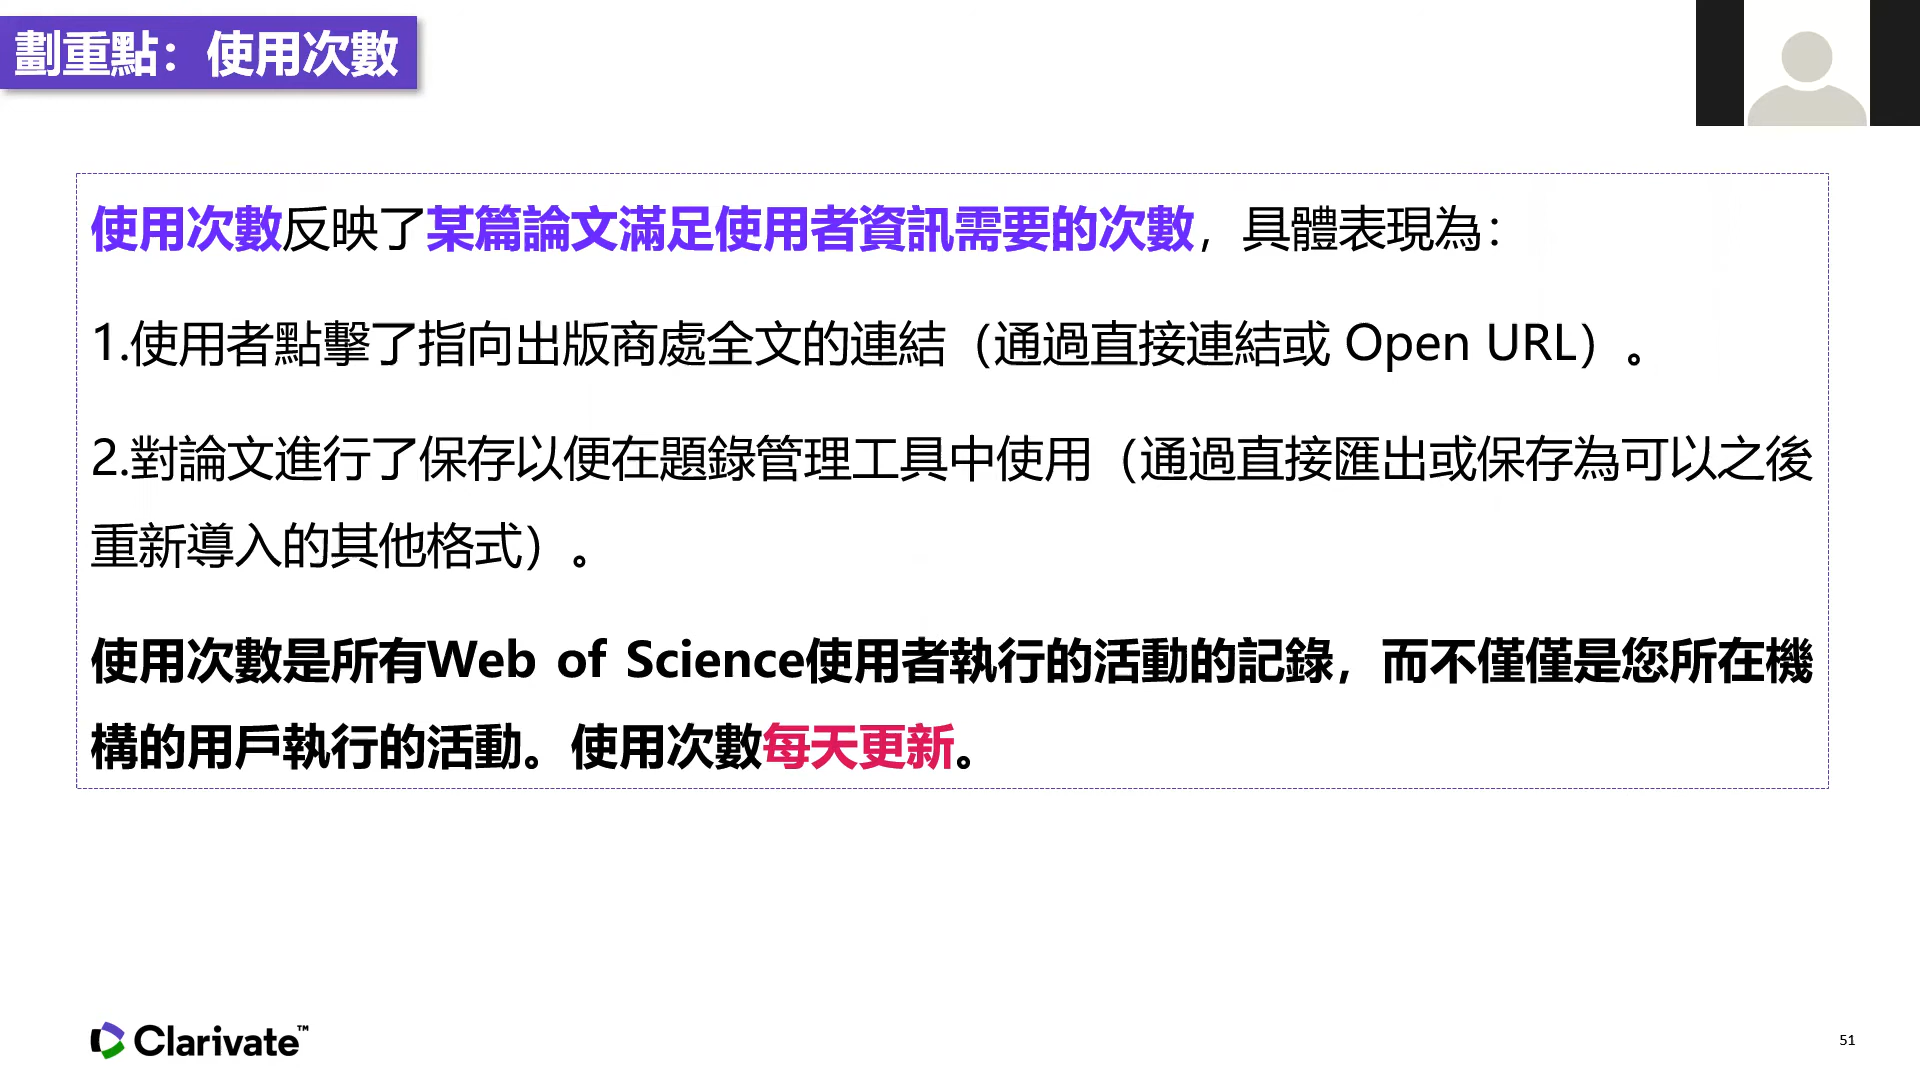 劃重點：使用次數
使用次數反映了某篇論文滿足使用者資訊需要的次數，具體表現為：
1.使用者點擊了指向出版商處全文的連結（通過直接連結或 Open URL）。
2.對論文進行了保存以便在題錄管理工具中使用（通過直接匯出或保存為可以之後
重新導入的其他格式）。
使用次數是所有Web of Science使用者執行的活動的記錄，而不僅僅是您所在機
構的用戶執行的活動。使用次數每天更新。
Clarivate™
51